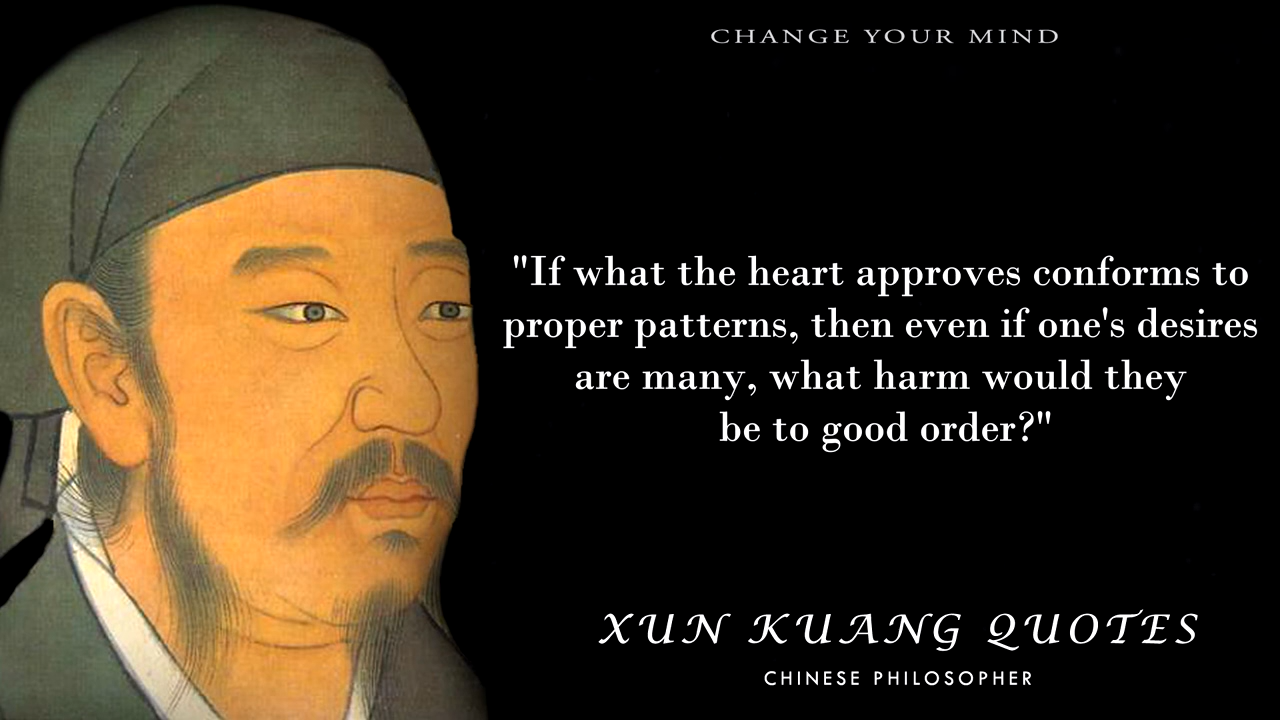 CHANGE YOUR MIND
"If what the heart approves conforms to
proper patterns, then even if one's desires
are many, what harm would they
be to good order?"
XUN KUANG QUOTES
CHINESE PHILOSOPHER